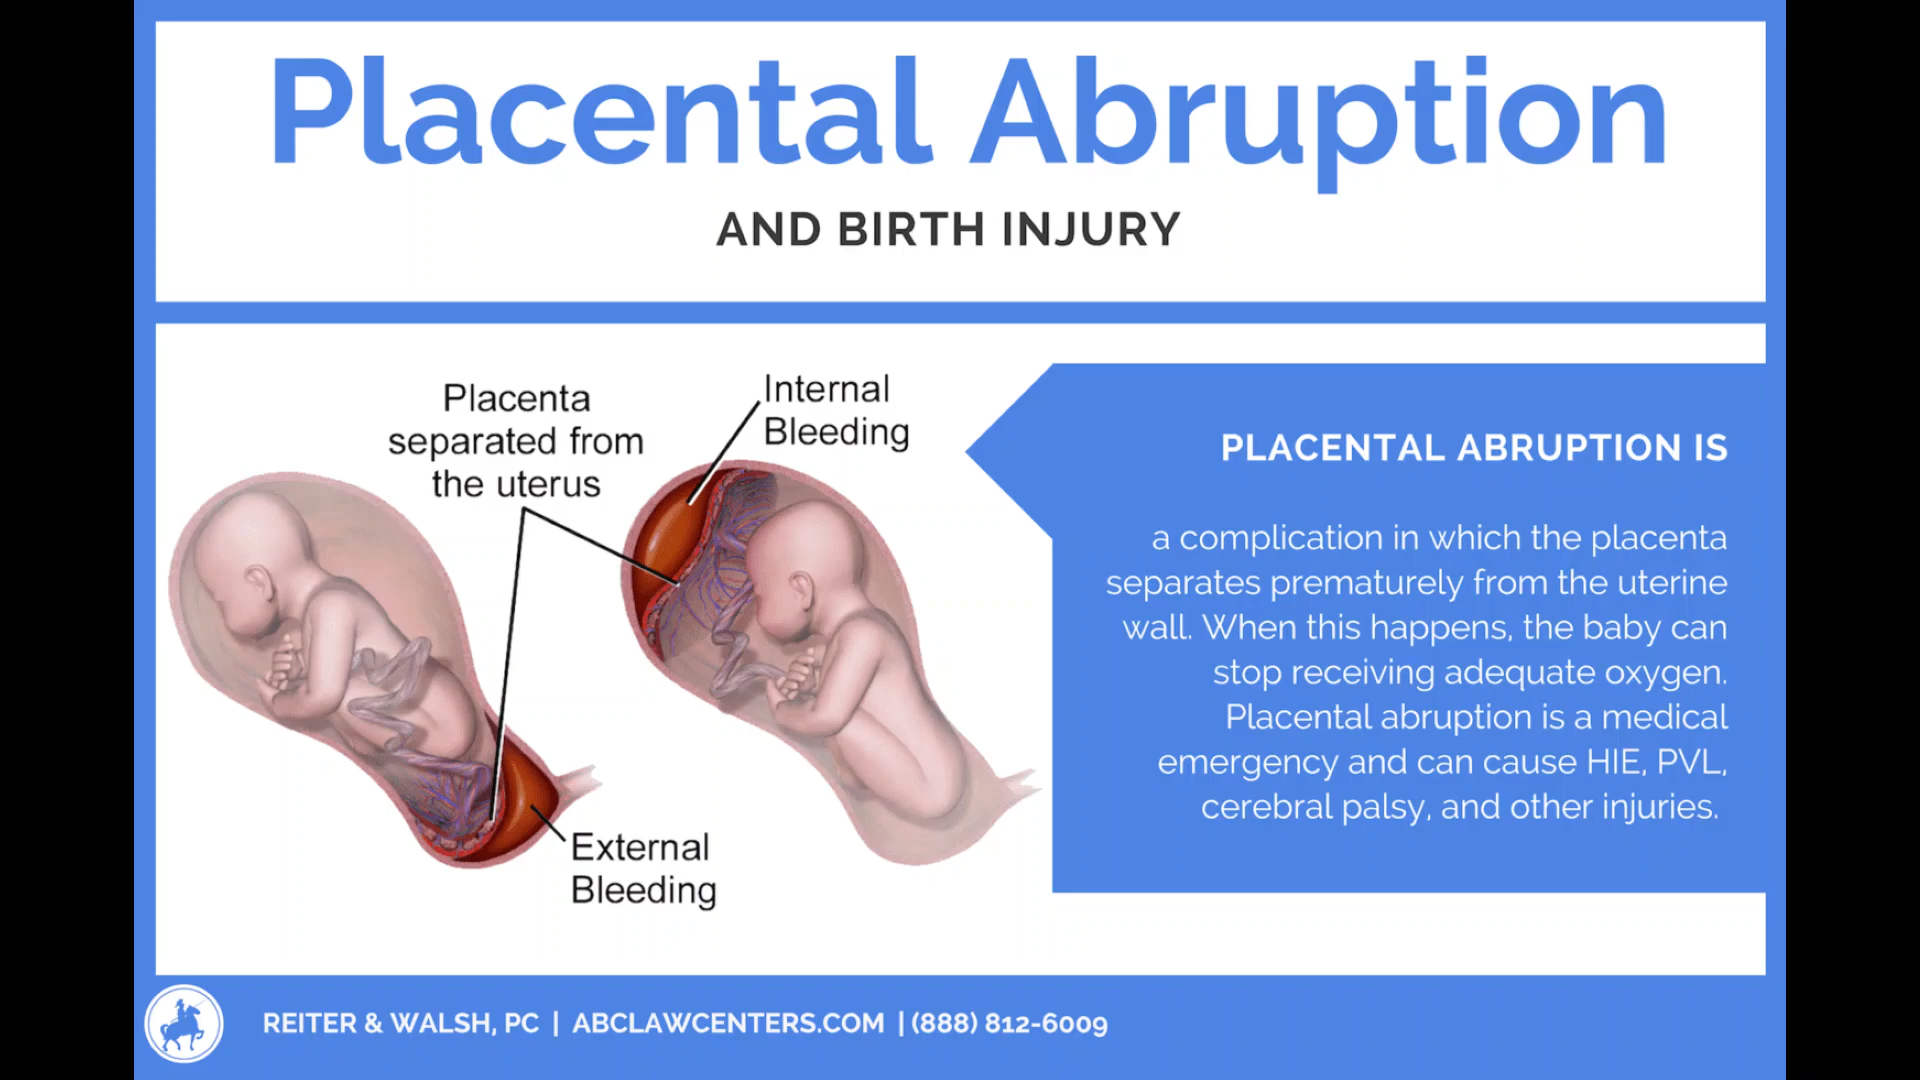 Placental Abruption
AND BIRTH INJURY
Placenta
separated from
the uterus
Internal
Bleeding
External
Bleeding
PLACENTAL ABRUPTION IS
a complication in which the placenta
separates prematurely from the uterine
wall. When this happens, the baby can
stop receiving adequate oxygen.
Placental abruption is a medical
emergency and can cause HIE, PVL,
cerebral palsy, and other injuries.
REITER & WALSH, PC | ABCLAWCENTERS.COM | (888) 812-6009